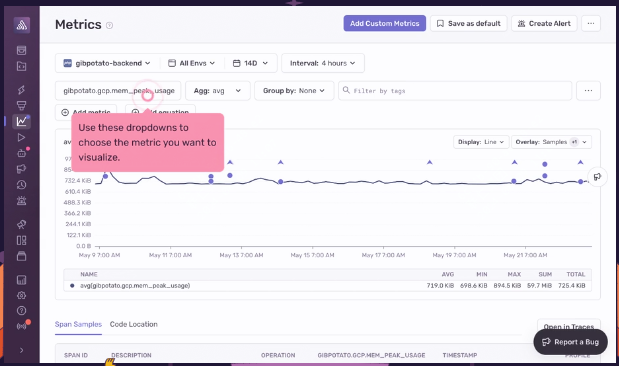 Metrics
Add Custom Metrics
Save as default
Create Alert
gibpotato-backend
All Envs
14D
Interval: 4 hours
gibpotato.gcp.mem_peak_usage
Agg: avg
Group by: None
Filter by tags
Add metric
Add equation
Use these dropdowns to
choose the metric you want to
visualize.
Display: Line
Overlay: Samples +1
732.4 KiB
610.4 KiB
488.3 KiB
366.2 KiB
244.1 KiB
122.1 KiB
0.0 B
May 9 7:00 AM
May 11 7:00 AM
May 13 7:00 AM
May 15 7:00 AM
May 17 7:00 AM
May 19 7:00 AM
May 21 7:00 AM
NAME AVG MIN MAX SUM TOTAL
avg(gibpotato.gcp.mem_peak_usage) 719.0 KiB 698.6 KiB 894.5 KiB 59.7 MiB 725.4 KiB
Span Samples
Code Location
Open in Traces
Report a Bug
SPAN ID DESCRIPTION OPERATION GIBPOTATO.GCP.MEM_PEAK_USAGE TIMESTAMP PROFILE